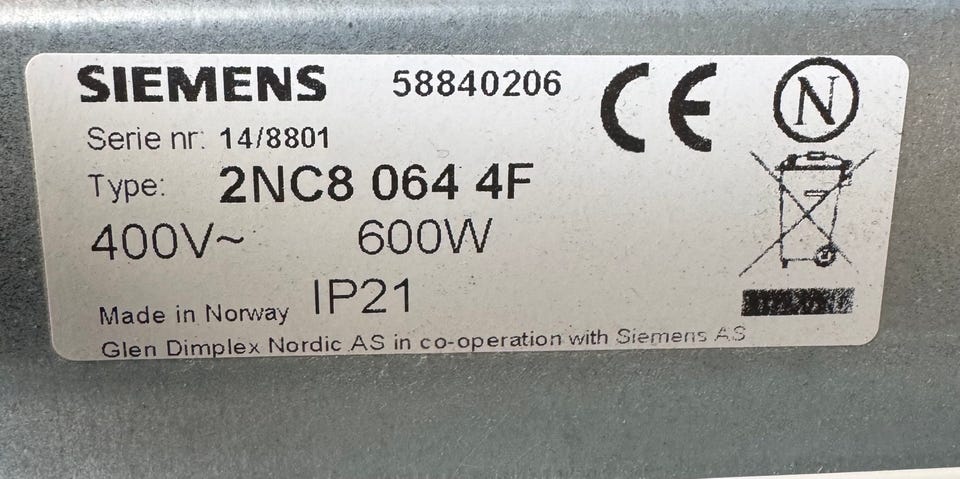 SIEMENS 58840206 CE N
Serie nr: 14/8801
Type: 2NC8 064 4F
400V~ 600W
Made in Norway IP21
Glen Dimplex Nordic AS in co-operation with Siemens AS